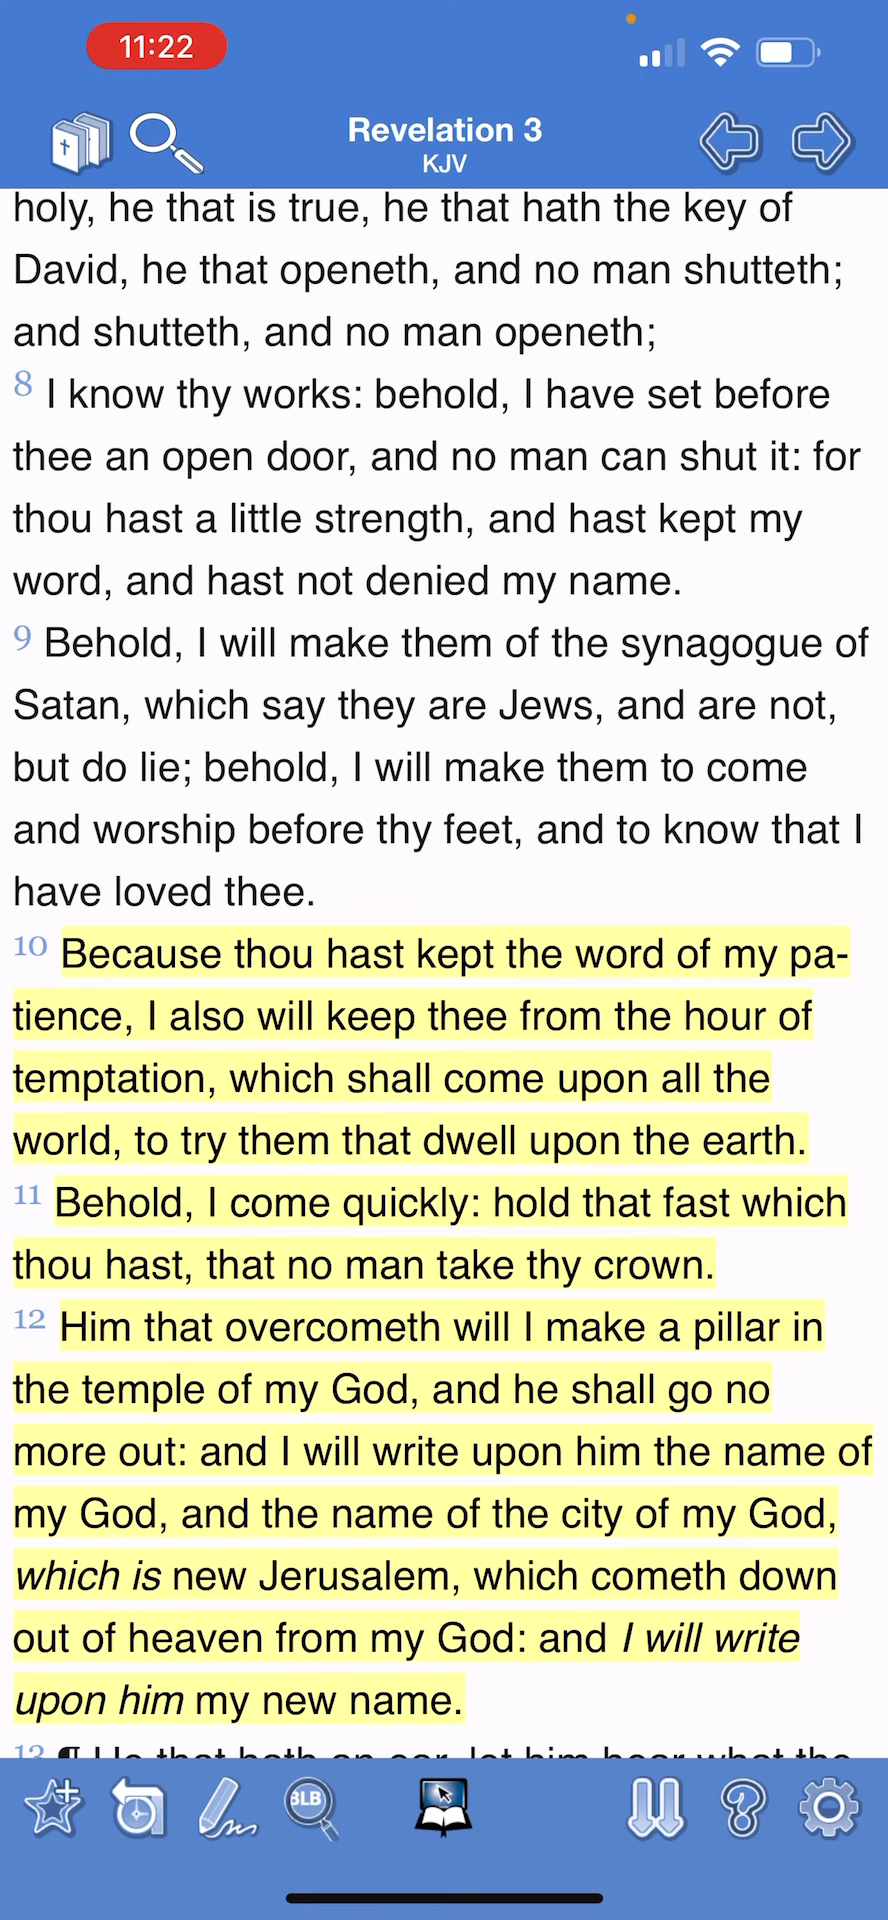 11:22
Revelation 3
KJV
holy, he that is true, he that hath the key of
David, he that openeth, and no man shutteth;
and shutteth, and no man openeth;
8 I know thy works: behold, I have set before
thee an open door, and no man can shut it: for
thou hast a little strength, and hast kept my
word, and hast not denied my name.
9 Behold, I will make them of the synagogue of
Satan, which say they are Jews, and are not,
but do lie; behold, I will make them to come
and worship before thy feet, and to know that I
have loved thee.
10 Because thou hast kept the word of my pa-
tience, I also will keep thee from the hour of
temptation, which shall come upon all the
world, to try them that dwell upon the earth.
11 Behold, I come quickly: hold that fast which
thou hast, that no man take thy crown.
12 Him that overcometh will I make a pillar in
the temple of my God, and he shall go no
more out: and I will write upon him the name of
my God, and the name of the city of my God,
which is new Jerusalem, which cometh down
out of heaven from my God: and I will write
upon him my new name.
13 ¶ He that hath an ear, let him hear what the
BLB